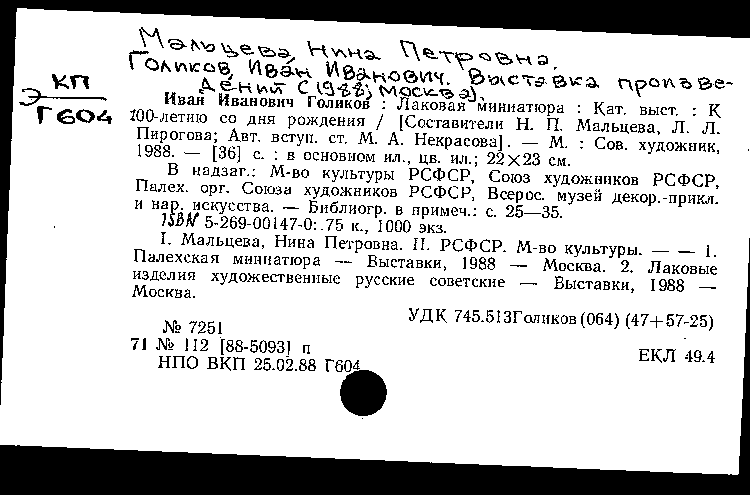 Мальцева, Нина Петровна.
Голиков, Иван Иванович. Выставка произве-
дений (1988; Москва).
КП
Э
Г604
Иван Иванович Голиков : Лаковая миниатюра : Кат. выст. : К
100-летию со дня рождения / [Составители Н. П. Мальцева, Л. Л.
Пирогова; Авт. вступ. ст. М. А. Некрасова]. — М. : Сов. художник,
1988. — [36] с. : в основном ил., цв. ил.; 22×23 см.
В надзаг.: М-во культуры РСФСР, Союз художников РСФСР,
Палех. орг. Союза художников РСФСР, Всерос. музей декор.-прикл.
и нар. искусства. — Библиогр. в примеч.: с. 25—35.
ISBN 5-269-00147-0: 75 к., 1000 экз.
I. Мальцева, Нина Петровна. II. РСФСР. М-во культуры. — — 1.
Палехская миниатюра — Выставки, 1988 — Москва. 2. Лаковые
изделия художественные русские советские — Выставки, 1988 —
Москва.
УДК 745.513Голиков(064) (47+57-25)
№ 7251
71 № 112 [88-5093] п
ЕКЛ 49.4
НПО ВКП 25.02.88 Г604